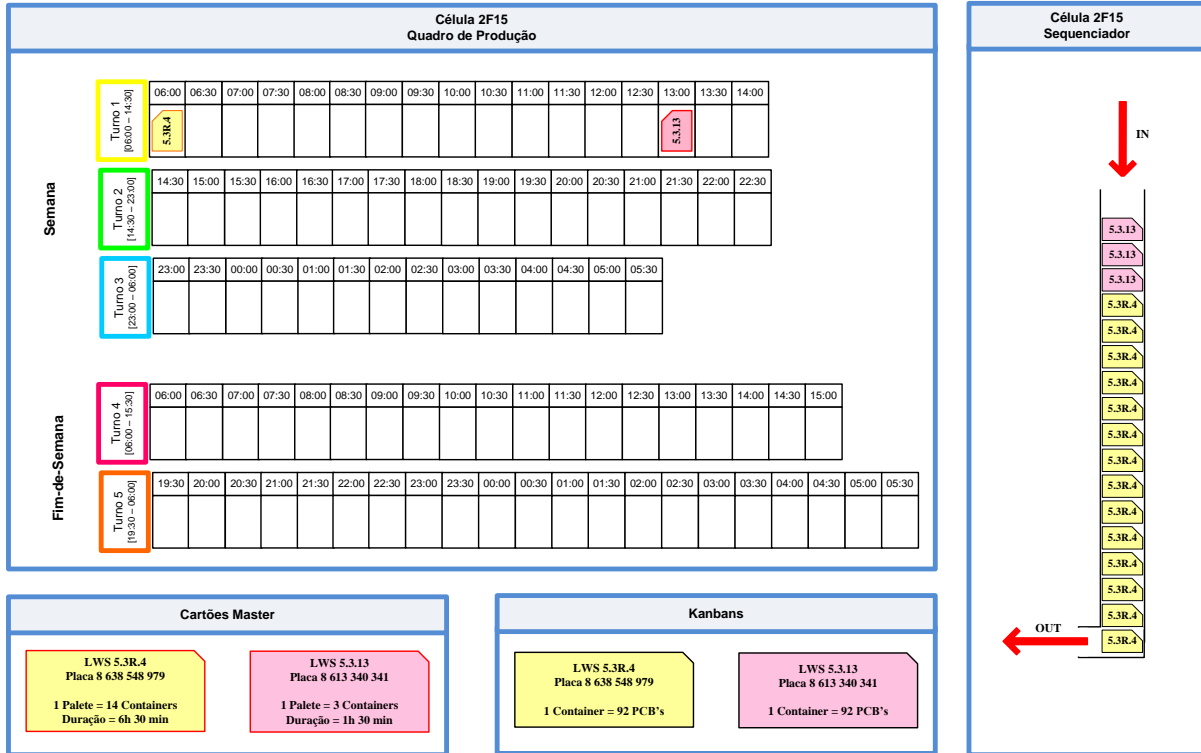 Célula 2F15
Quadro de Produção
Semana
Turno 1
[06:00 – 14:30]
06:00 06:30 07:00 07:30 08:00 08:30 09:00 09:30 10:00 10:30 11:00 11:30 12:00 12:30 13:00 13:30 14:00
5.3R.4 5.3.13
Turno 2
[14:30 – 23:00]
14:30 15:00 15:30 16:00 16:30 17:00 17:30 18:00 18:30 19:00 19:30 20:00 20:30 21:00 21:30 22:00 22:30
Turno 3
[23:00 – 06:00]
23:00 23:30 00:00 00:30 01:00 01:30 02:00 02:30 03:00 03:30 04:00 04:30 05:00 05:30
Fim-de-Semana
Turno 4
[06:00 – 15:30]
06:00 06:30 07:00 07:30 08:00 08:30 09:00 09:30 10:00 10:30 11:00 11:30 12:00 12:30 13:00 13:30 14:00 14:30 15:00
Turno 5
[19:30 – 06:00]
19:30 20:00 20:30 21:00 21:30 22:00 22:30 23:00 23:30 00:00 00:30 01:00 01:30 02:00 02:30 03:00 03:30 04:00 04:30 05:00 05:30
Cartões Master
LWS 5.3R.4
Placa 8 638 548 979
1 Palete = 14 Containers
Duração = 6h 30 min
LWS 5.3.13
Placa 8 613 340 341
1 Palete = 3 Containers
Duração = 1h 30 min
Kanbans
LWS 5.3R.4
Placa 8 638 548 979
1 Container = 92 PCB's
LWS 5.3.13
Placa 8 613 340 341
1 Container = 92 PCB's
Célula 2F15
Sequenciador
IN
5.3.13
5.3.13
5.3.13
5.3R.4
5.3R.4
5.3R.4
5.3R.4
5.3R.4
5.3R.4
5.3R.4
5.3R.4
5.3R.4
5.3R.4
5.3R.4
5.3R.4
5.3R.4
OUT
5.3R.4